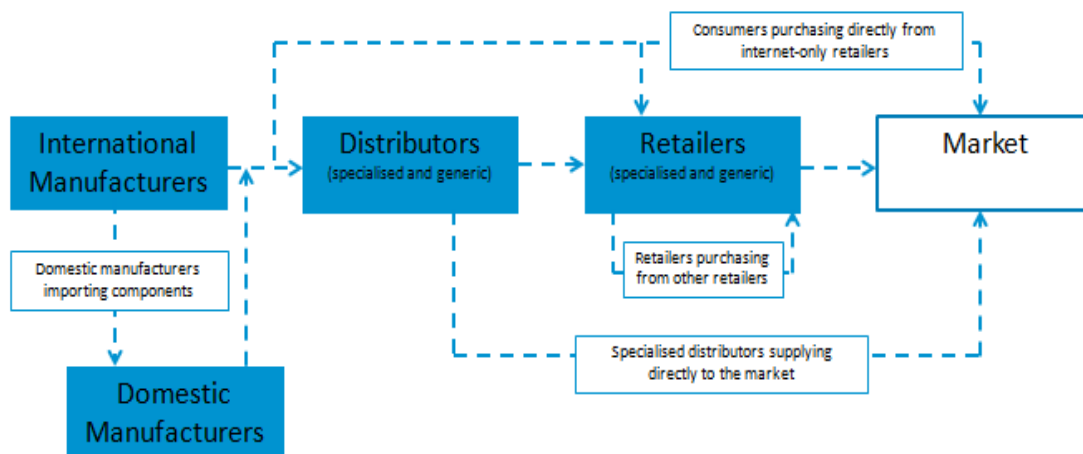 Consumers purchasing directly from
internet-only retailers
International
Manufacturers
Distributors
(specialised and generic)
Retailers
(specialised and generic)
Market
Domestic manufacturers
importing components
Retailers purchasing
from other retailers
Specialised distributors supplying
directly to the market
Domestic
Manufacturers